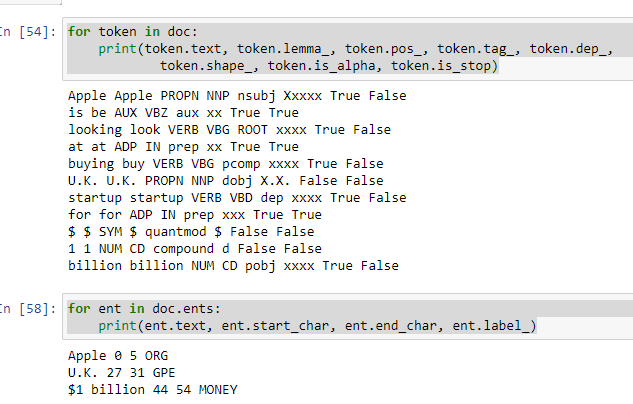 In [54]: for token in doc:
print(token.text, token.lemma_, token.pos_, token.tag_, token.dep_,
token.shape_, token.is_alpha, token.is_stop)
Apple Apple PROPN NNP nsubj Xxxxx True False
is be AUX VBZ aux xx True True
looking look VERB VBG ROOT xxxx True False
at at ADP IN prep xx True True
buying buy VERB VBG pcomp xxxx True False
U.K. U.K. PROPN NNP dobj X.X. False False
startup startup VERB VBD dep xxxx True False
for for ADP IN prep xxx True True
$ $ SYM $ quantmod $ False False
1 1 NUM CD compound d False False
billion billion NUM CD pobj xxxx True False
In [58]: for ent in doc.ents:
print(ent.text, ent.start_char, ent.end_char, ent.label_)
Apple 0 5 ORG
U.K. 27 31 GPE
$1 billion 44 54 MONEY